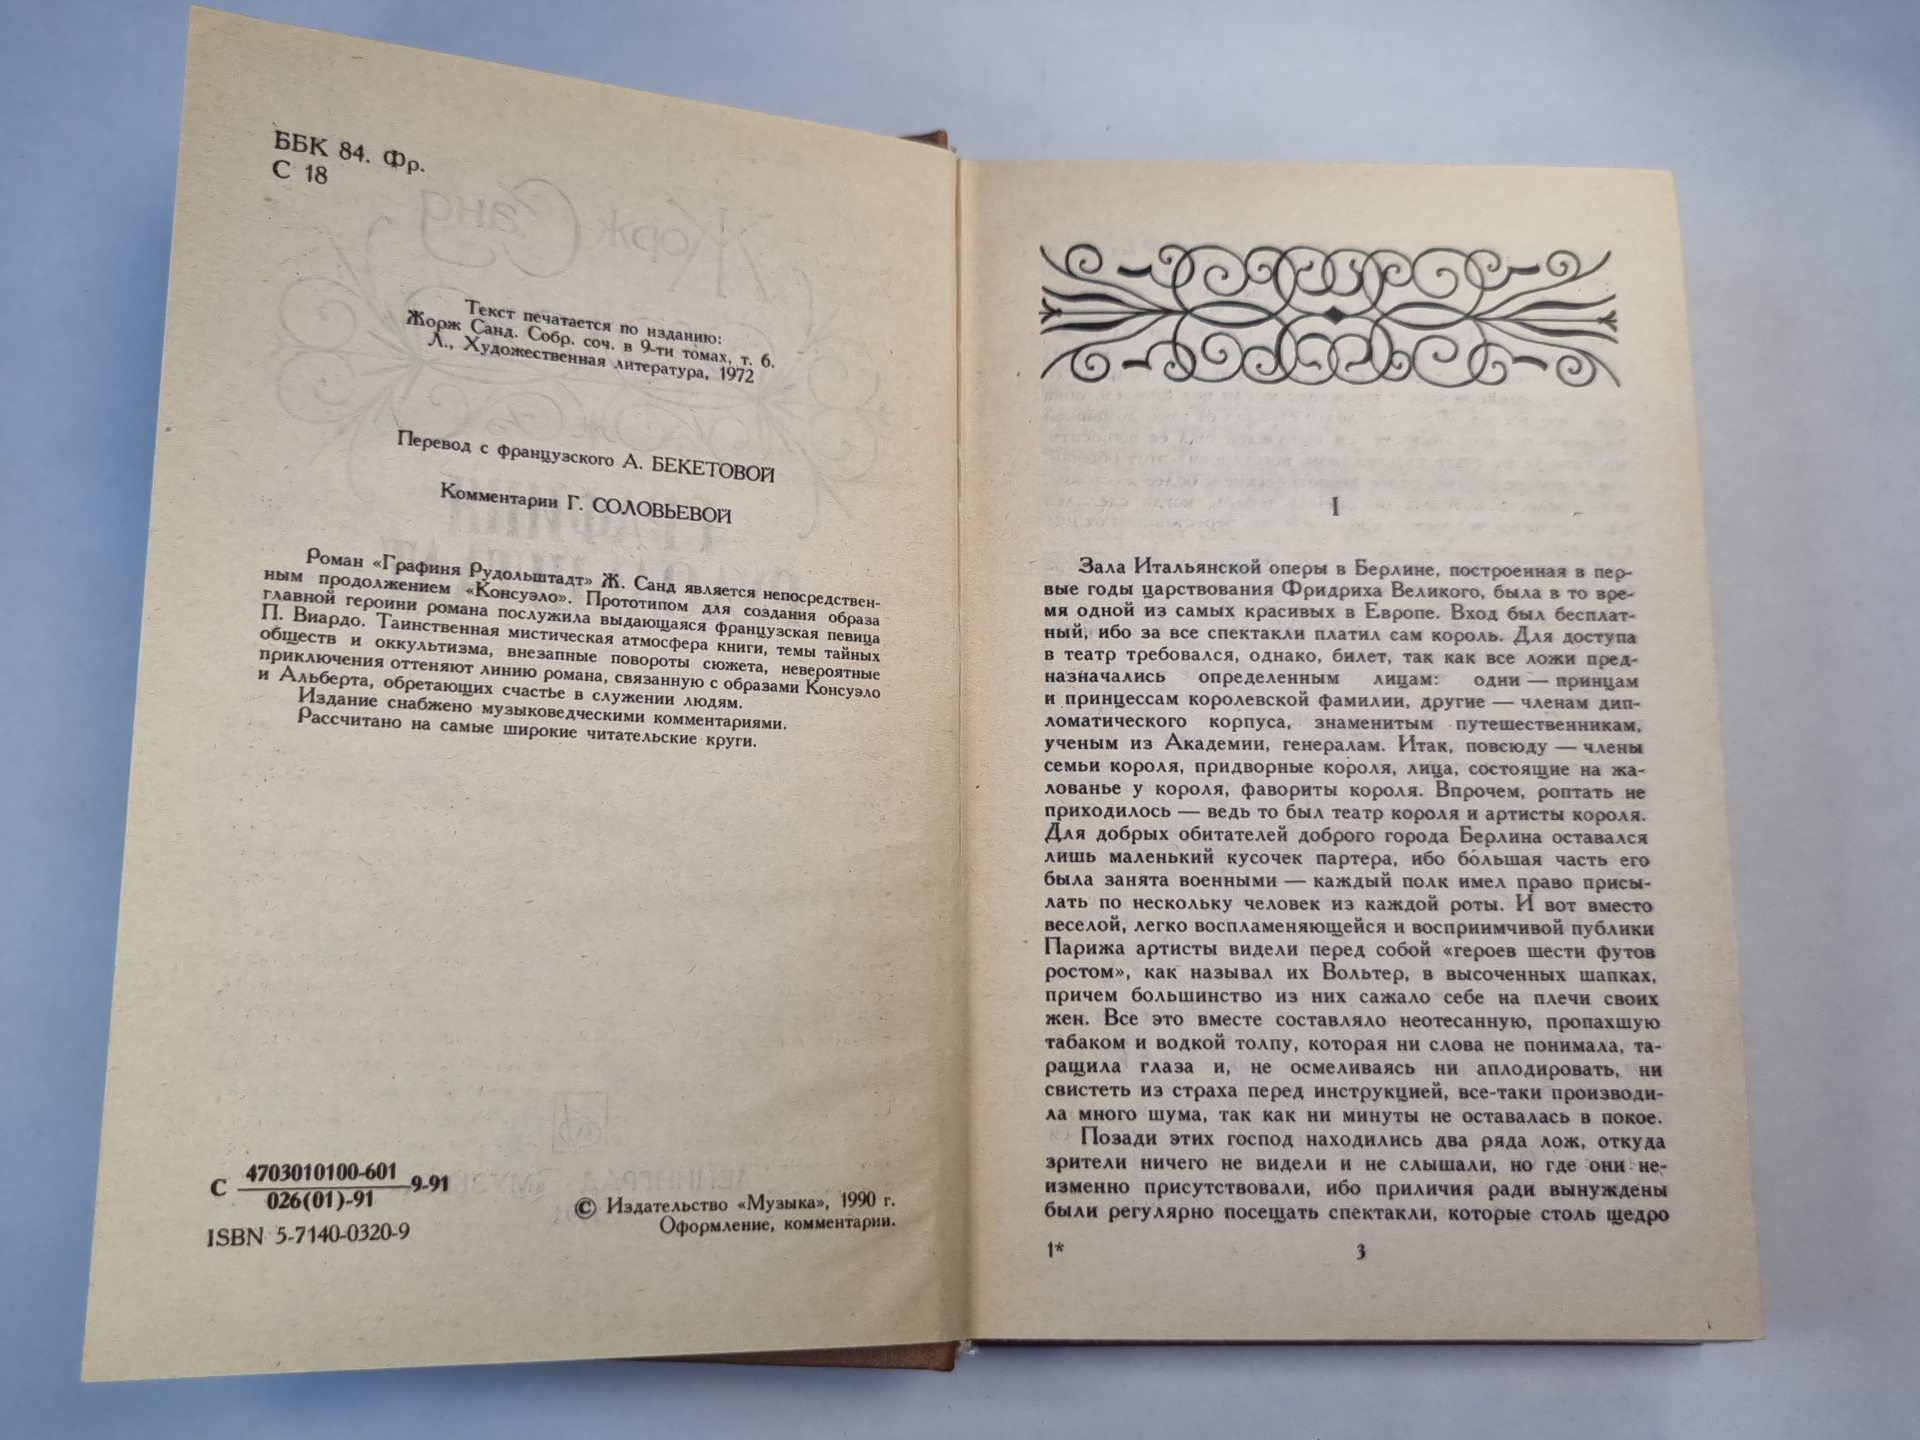 ББК 84. Фр.
С 18
Текст печатается по изданию:
Жорж Санд. Собр. соч. в 9-ти томах, т. 6.
Л., Художественная литература, 1972
Перевод с французского А. БЕКЕТОВОЙ
Комментарии Г. СОЛОВЬЕВОЙ
Роман «Графиня Рудольштадт» Ж. Санд является непосредствен-
ным продолжением «Консуэло». Прототипом для создания образа
главной героини романа послужила выдающаяся французская певица
П. Виардо. Таинственная мистическая атмосфера книги, темы тайных
обществ и оккультизма, внезапные повороты сюжета, невероятные
приключения оттеняют линию романа, связанную с образами Консуэло
и Альберта, обретающих счастье в служении людям.
Издание снабжено музыковедческими комментариями.
Рассчитано на самые широкие читательские круги.
С 4703010100-601
026(01)-91 9-91
ISBN 5-7140-0320-9
© Издательство «Музыка», 1990 г.
Оформление, комментарии.
I
Зала Итальянской оперы в Берлине, построенная в пер-
вые годы царствования Фридриха Великого, была в то вре-
мя одной из самых красивых в Европе. Вход был бесплат-
ный, ибо за все спектакли платил сам король. Для доступа
в театр требовался, однако, билет, так как все ложи пред-
назначались определенным лицам: одни — принцам
и принцессам королевской фамилии, другие — членам дип-
ломатического корпуса, знаменитым путешественникам,
ученым из Академии, генералам. Итак, повсюду — члены
семьи короля, придворные короля, лица, состоящие на жа-
лованье у короля, фавориты короля. Впрочем, роптать не
приходилось — ведь то был театр короля и артисты короля.
Для добрых обитателей доброго города Берлина оставался
лишь маленький кусочек партера, ибо бо́льшая часть его
была занята военными — каждый полк имел право присы-
лать по нескольку человек из каждой роты. И вот вместо
веселой, легко воспламеняющейся и восприимчивой публики
Парижа артисты видели перед собой «героев шести футов
ростом», как называл их Вольтер, в высоченных шапках,
причем большинство из них сажало себе на плечи своих
жен. Все это вместе составляло неотесанную, пропахшую
табаком и водкой толпу, которая ни слова не понимала, та-
ращила глаза и, не осмеливаясь ни аплодировать, ни
свистеть из страха перед инструкцией, все-таки производи-
ла много шума, так как ни минуты не оставалась в покое.
Позади этих господ находились два ряда лож, откуда
зрители ничего не видели и не слышали, но где они не-
изменно присутствовали, ибо приличия ради вынуждены
были регулярно посещать спектакли, которые столь щедро
1* 3